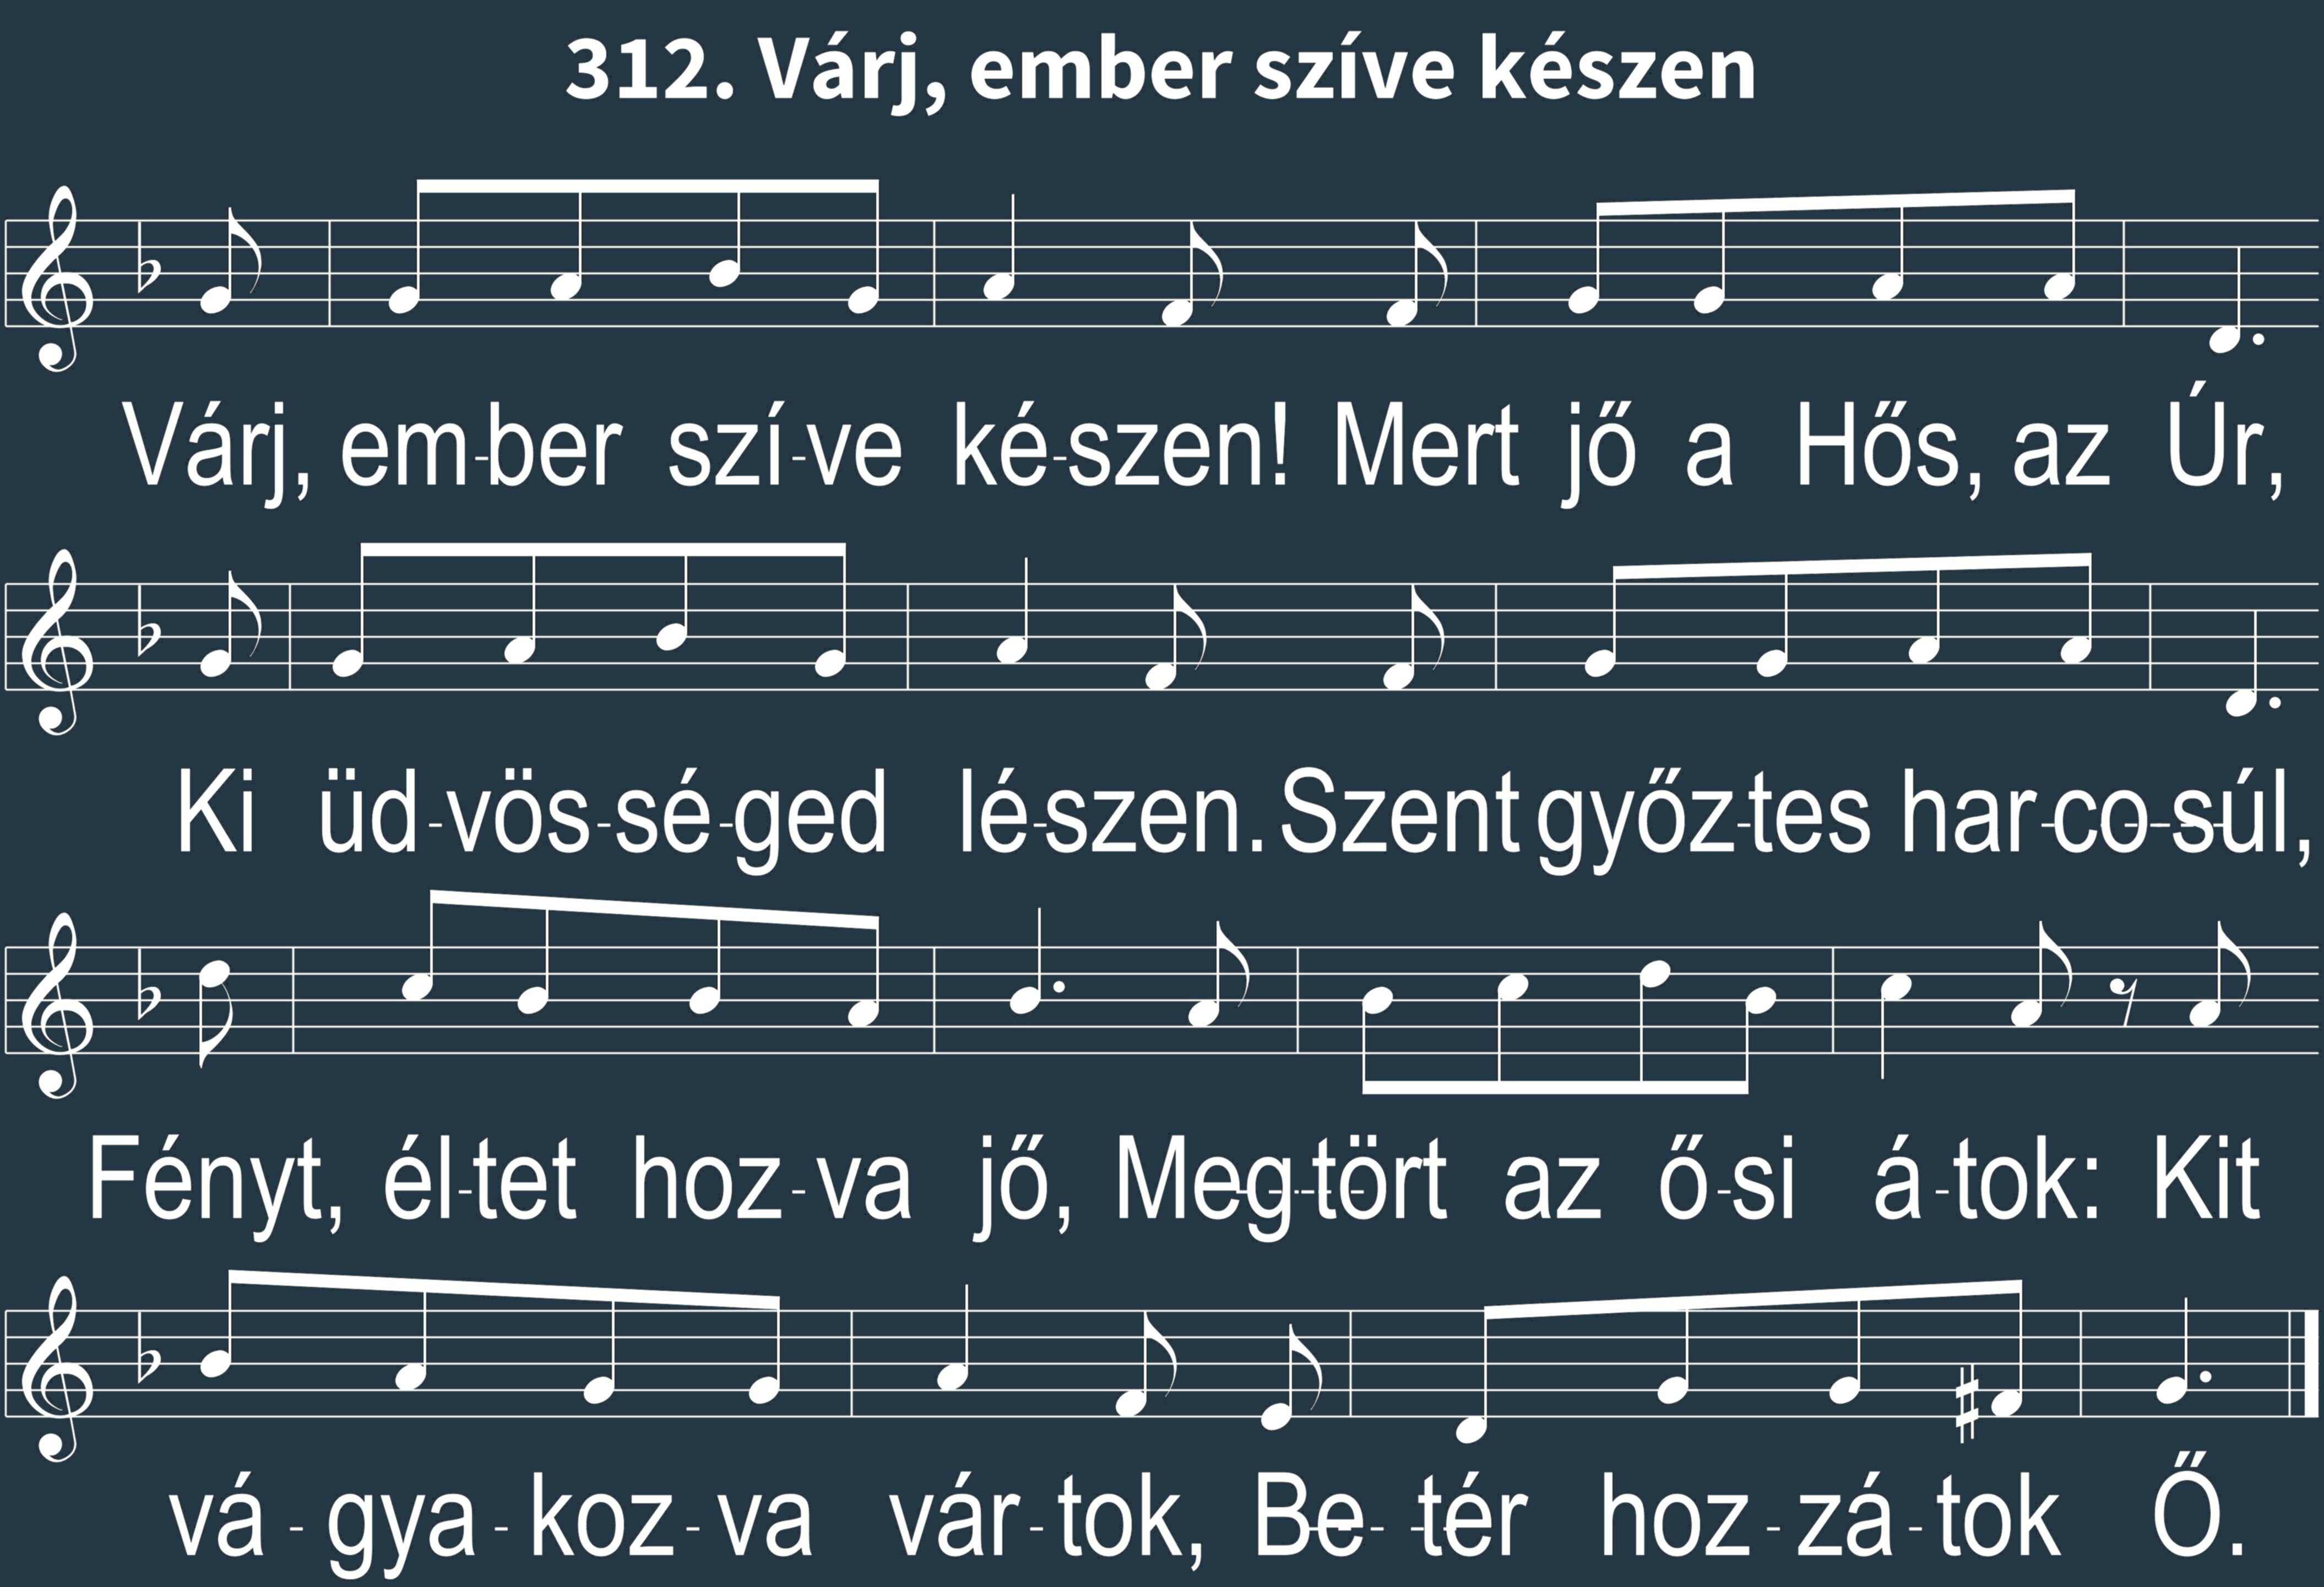 312. Várj, ember szíve készen
Várj, em-ber szí-ve ké-szen! Mert jő a Hős, az Úr,
Ki üd-vös-sé-ged lé-szen. Szent győz-tes har-co-súl,
Fényt, él-tet hoz-va jő, Meg-tört az ő-si á-tok: Kit
vá-gya-koz-va vár-tok, Be-tér hoz-zá-tok Ő.